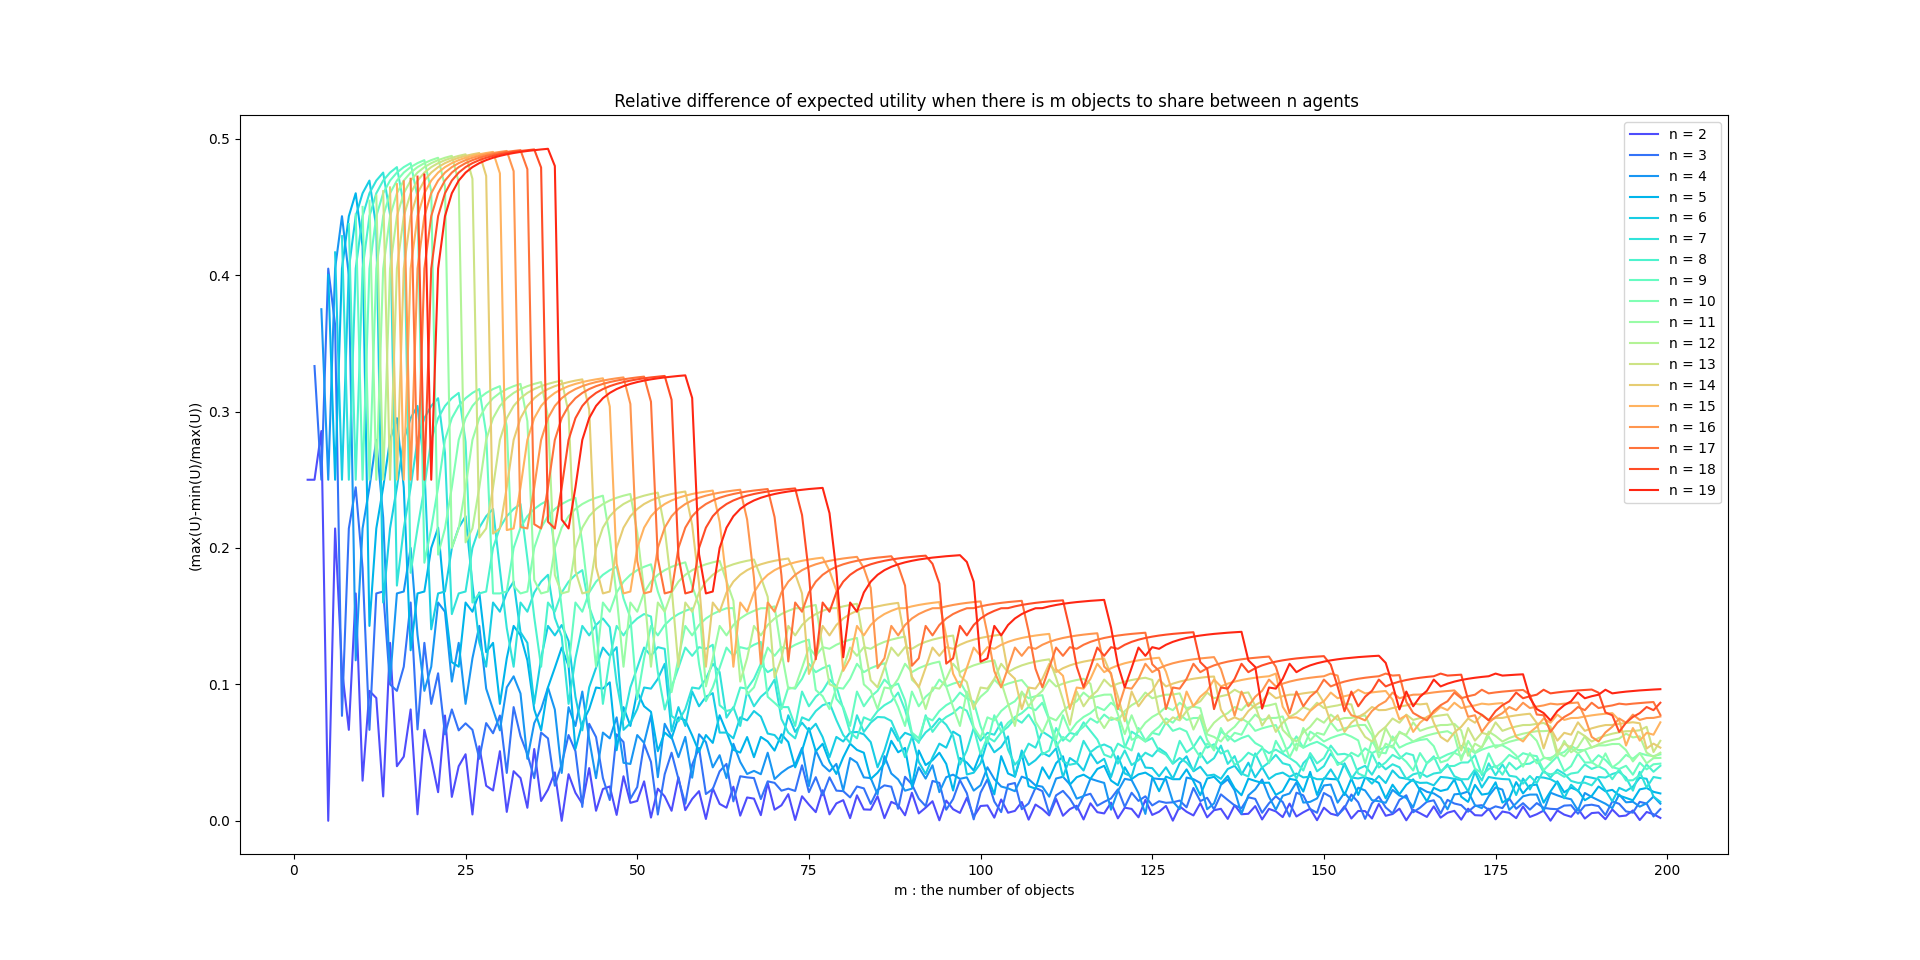 Relative difference of expected utility when there is m objects to share between n agents
(max(U)-min(U)/max(U))
0.5
0.4
0.3
0.2
0.1
0.0
0 25 50 75 100 125 150 175 200
m : the number of objects
n = 2
n = 3
n = 4
n = 5
n = 6
n = 7
n = 8
n = 9
n = 10
n = 11
n = 12
n = 13
n = 14
n = 15
n = 16
n = 17
n = 18
n = 19